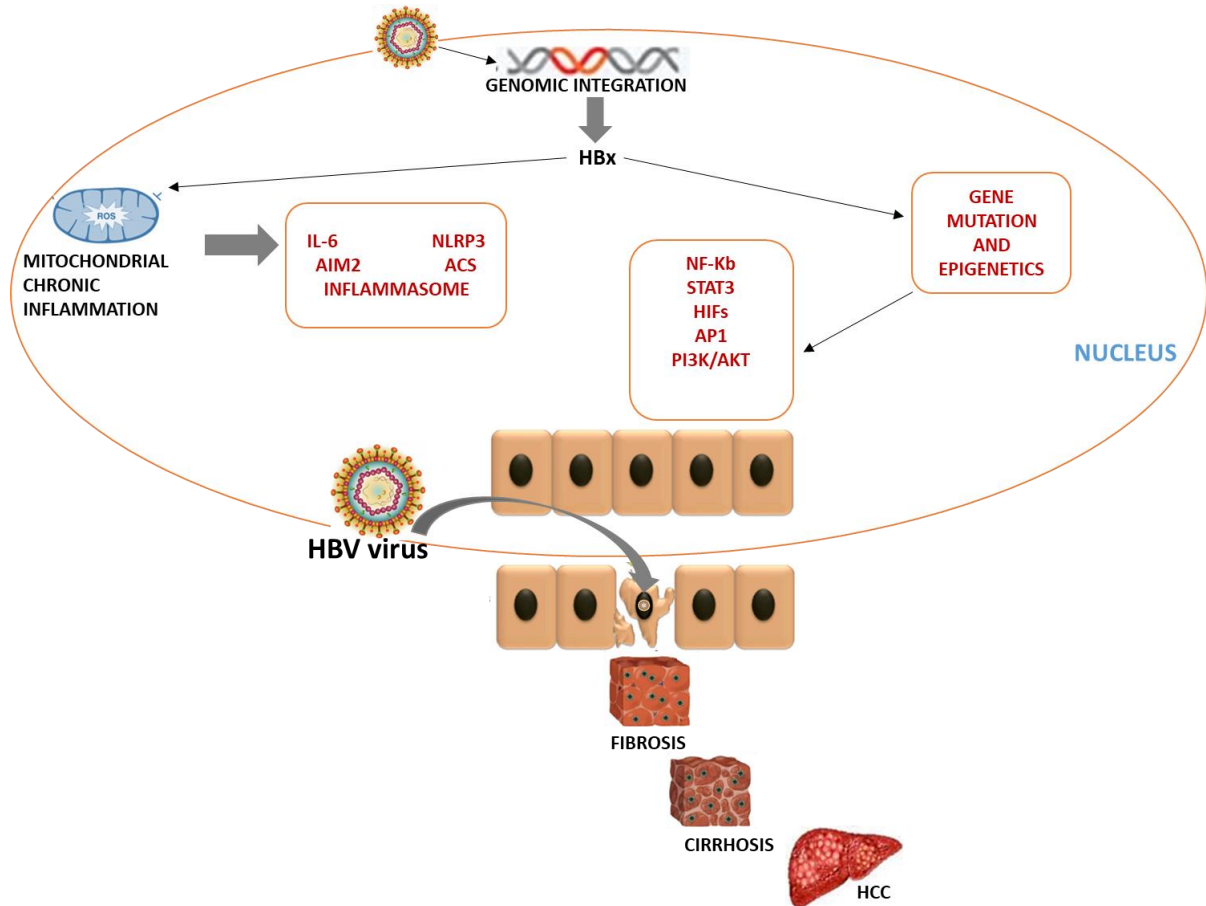 GENOMIC INTEGRATION
HBx
ROS
MITOCHONDRIAL
CHRONIC
INFLAMMATION
IL-6 NLRP3
AIM2 ACS
INFLAMMASOME
NF-Kb
STAT3
HIFs
AP1
PI3K/AKT
GENE
MUTATION
AND
EPIGENETICS
NUCLEUS
HBV virus
FIBROSIS
CIRRHOSIS
HCC